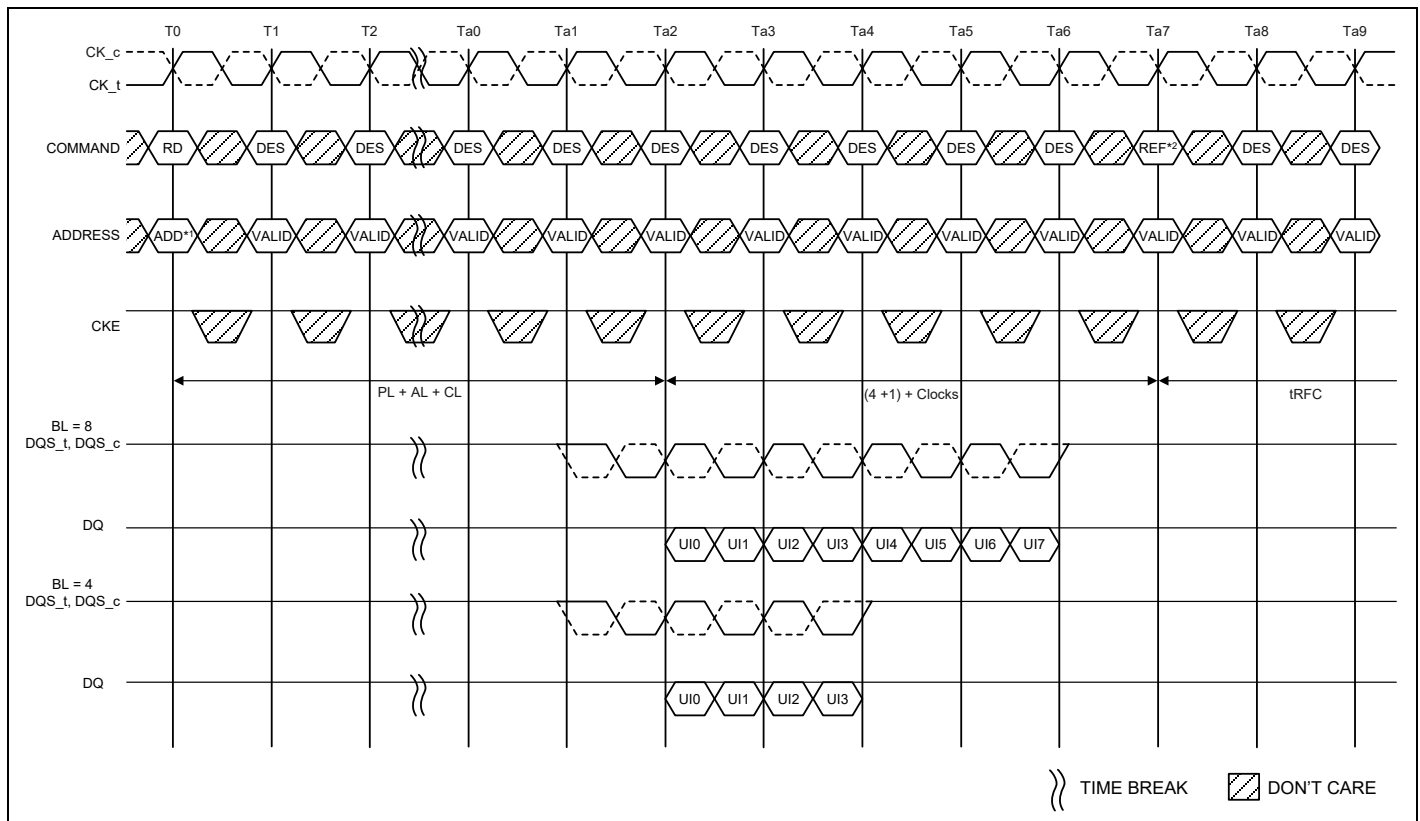 T0 T1 T2 Ta0 Ta1 Ta2 Ta3 Ta4 Ta5 Ta6 Ta7 Ta8 Ta9
CK_c
CK_t
COMMAND RD DES DES DES DES DES DES DES DES DES REF*2 DES DES
ADDRESS ADD*1 VALID VALID VALID VALID VALID VALID VALID VALID VALID VALID VALID VALID
CKE
PL + AL + CL (4 +1) + Clocks tRFC
BL = 8
DQS_t, DQS_c
DQ UI0 UI1 UI2 UI3 UI4 UI5 UI6 UI7
BL = 4
DQS_t, DQS_c
DQ UI0 UI1 UI2 UI3
TIME BREAK DON'T CARE